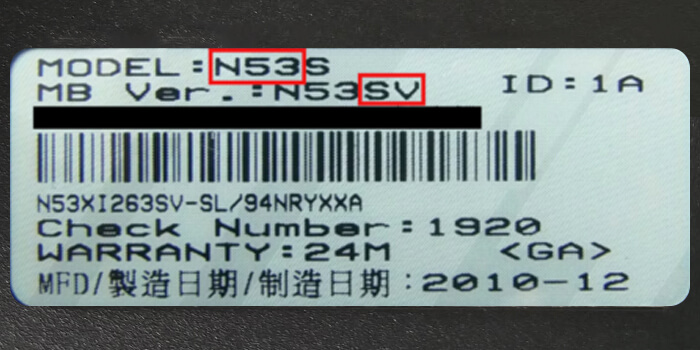 MODEL:N53S
MB Ver.:N53SV
ID:1A
N53XI263SV-SL/94NRYXXA
Check Number:1920
WARRANTY:24M <GA>
MFD/製造日期/制造日期:2010-12